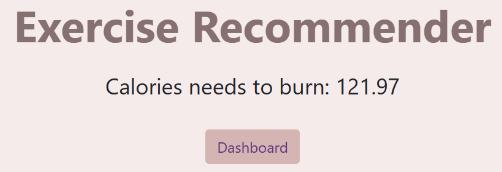 Exercise Recommender
Calories needs to burn: 121.97
Dashboard